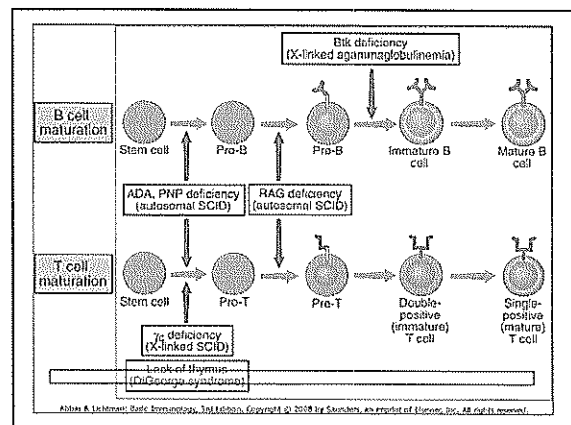 Btk deficiency
(X-linked agammaglobulinemia)
B cell
maturation
Stem cell
Pro-B
Pre-B
Immature B
cell
Mature B
cell
ADA, PNP deficiency
(autosomal SCID)
RAG deficiency
(autosomal SCID)
T cell
maturation
Stem cell
Pro-T
Pre-T
Double-
positive
(immature)
T cell
Single-
positive
(mature)
T cell
γc deficiency
(X-linked SCID)
Lack of thymus
(DiGeorge syndrome)
Abbas & Lichtman: Basic Immunology, 3rd Edition. Copyright © 2008 by Saunders, an imprint of Elsevier, Inc. All rights reserved.